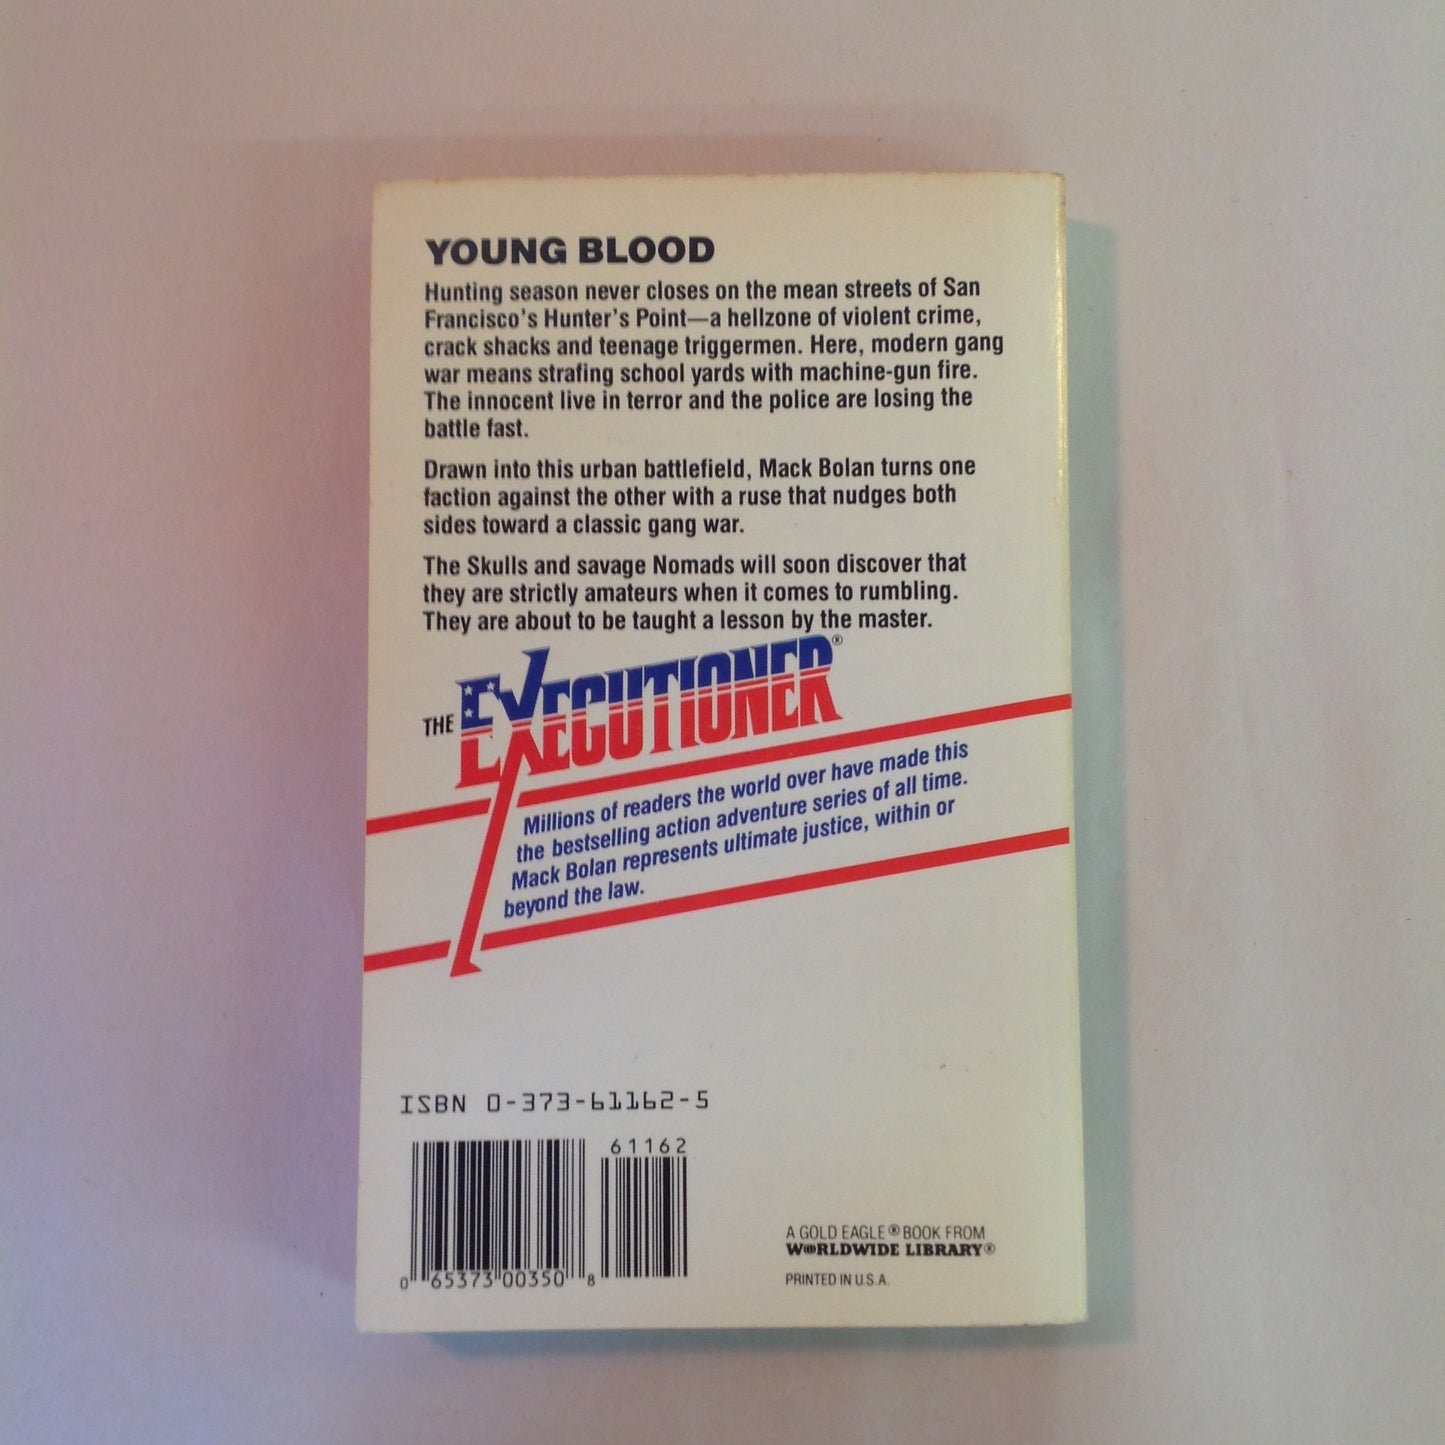 YOUNG BLOOD
Hunting season never closes on the mean streets of San
Francisco's Hunter's Point—a hellzone of violent crime,
crack shacks and teenage triggermen. Here, modern gang
war means strafing school yards with machine-gun fire.
The innocent live in terror and the police are losing the
battle fast.
Drawn into this urban battlefield, Mack Bolan turns one
faction against the other with a ruse that nudges both
sides toward a classic gang war.
The Skulls and savage Nomads will soon discover that
they are strictly amateurs when it comes to rumbling.
They are about to be taught a lesson by the master.
THE EXECUTIONER®
Millions of readers the world over have made this
the bestselling action adventure series of all time.
Mack Bolan represents ultimate justice, within or
beyond the law.
ISBN 0-373-61162-5
61162
0 65373 00350 8
A GOLD EAGLE® BOOK FROM
WORLDWIDE LIBRARY®
PRINTED IN U.S.A.